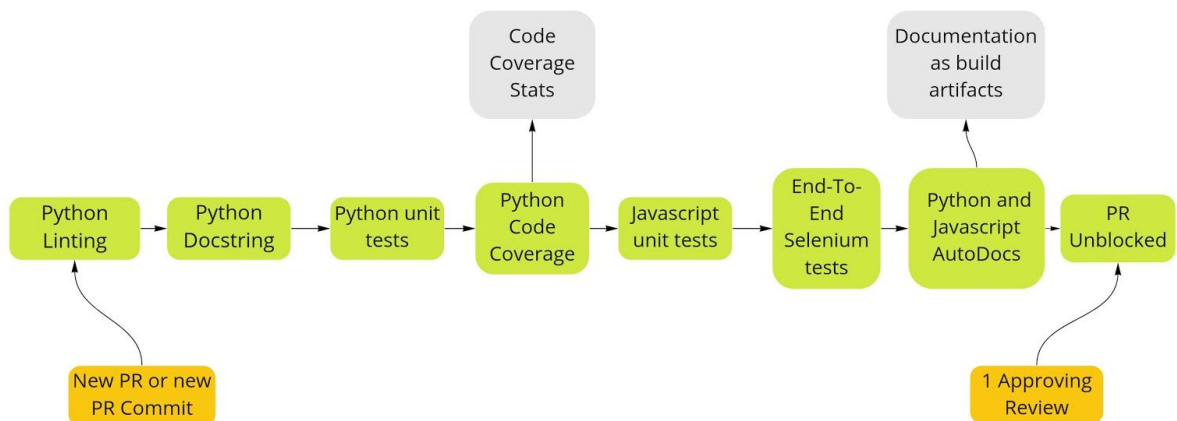 Code
Coverage
Stats
Documentation
as build
artifacts
Python
Linting
Python
Docstring
Python unit
tests
Python
Code
Coverage
Javascript
unit tests
End-To-
End
Selenium
tests
Python and
Javascript
AutoDocs
PR
Unblocked
New PR or new
PR Commit
1 Approving
Review